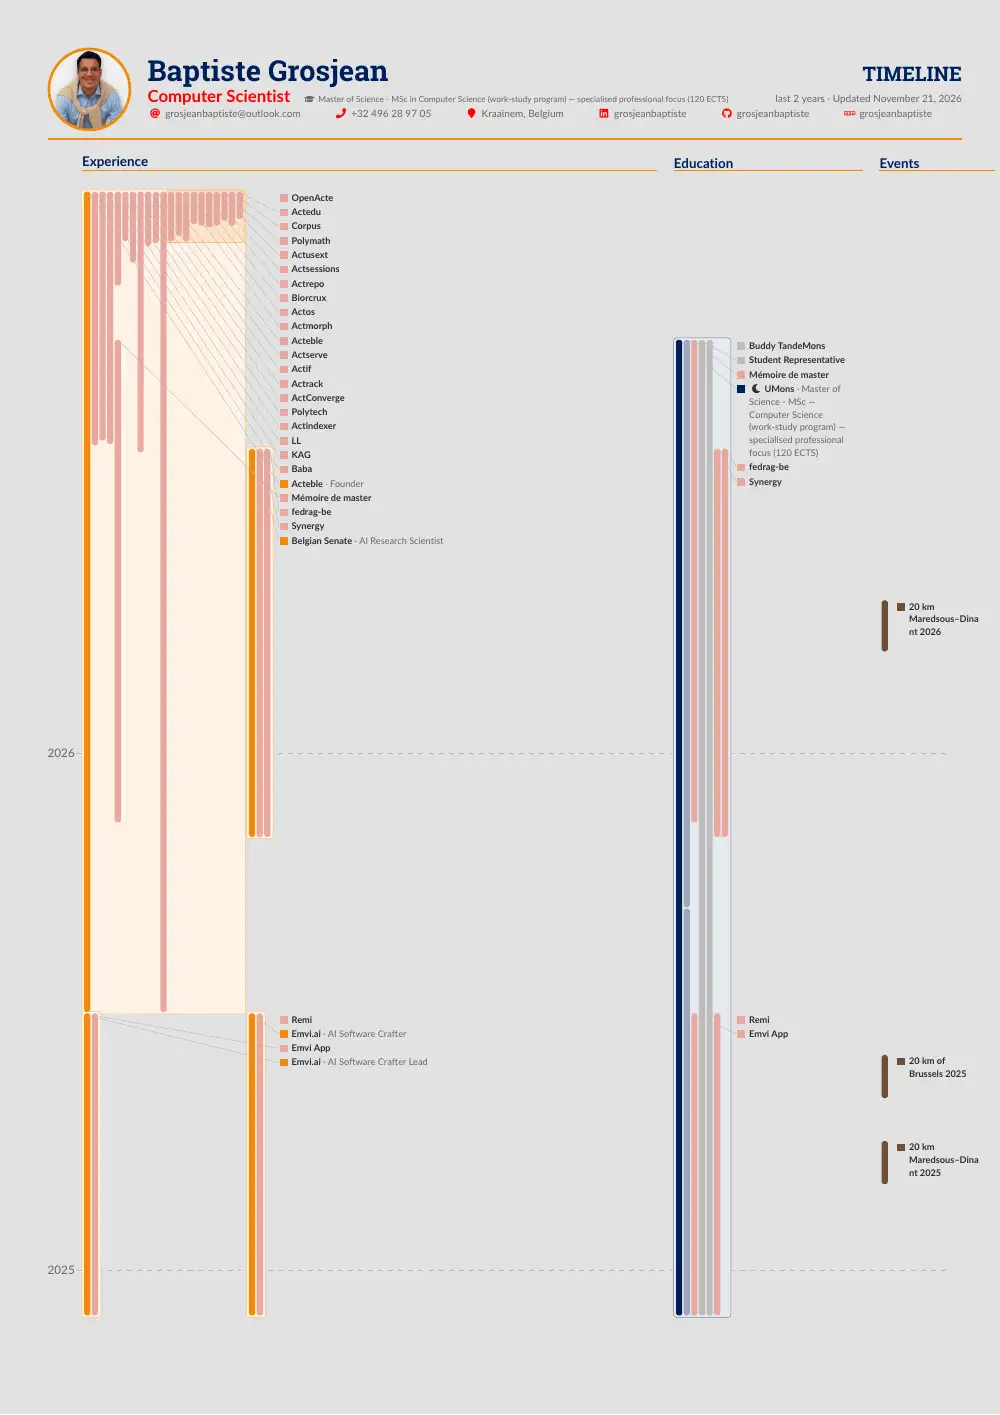 Baptiste Grosjean
TIMELINE
Computer Scientist
Master of Science - MSc in Computer Science (work-study program) — specialised professional focus (120 ECTS)
last 2 years · Updated November 21, 2026
grosjeanbaptiste@outlook.com
+32 496 28 97 05
Kraainem, Belgium
grosjeanbaptiste
grosjeanbaptiste
grosjeanbaptiste
Experience
OpenActe
Actedu
Corpus
Polymath
Actusext
Actsessions
Actrepo
Biorcrux
Actos
Actmorph
Acteble
Actserve
Actif
Actrack
ActConverge
Polytech
Actindexer
LL
KAG
Baba
Acteble · Founder
Mémoire de master
fedrag-be
Synergy
Belgian Senate · AI Research Scientist
2026
Remi
Emvi.ai · AI Software Crafter
Emvi App
Emvi.ai · AI Software Crafter Lead
2025
Education
Buddy TandeMons
Student Representative
Mémoire de master
UMons · Master of
Science - MSc —
Computer Science
(work-study program) —
specialised professional
focus (120 ECTS)
fedrag-be
Synergy
Remi
Emvi App
Events
20 km
Maredsous–Dina
nt 2026
20 km of
Brussels 2025
20 km
Maredsous–Dina
nt 2025